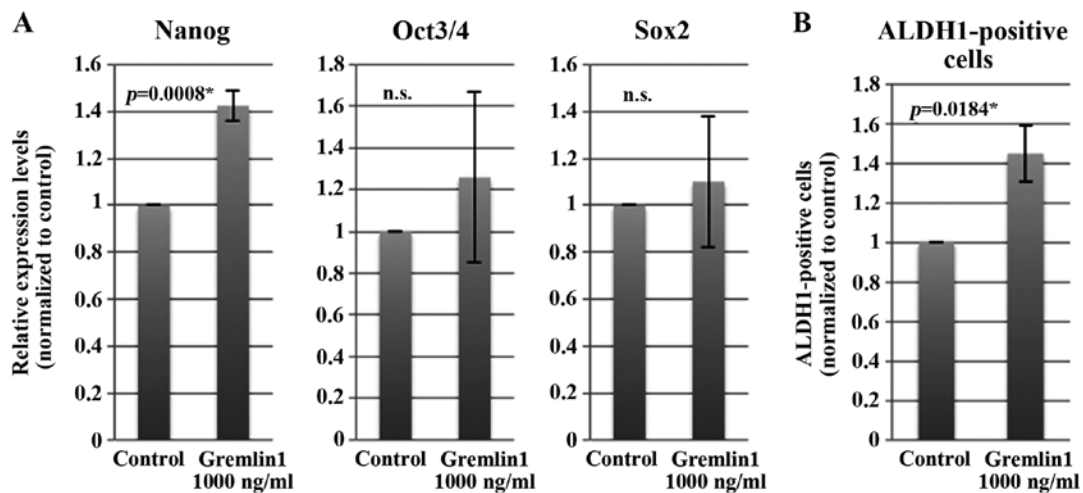 A
Nanog
Relative expression levels
(normalized to control)
1.6
1.4
1.2
1
0.8
0.6
0.4
0.2
0
p=0.0008*
Control
Gremlin1
1000 ng/ml
Oct3/4
1.8
1.6
1.4
1.2
1
0.8
0.6
0.4
0.2
0
n.s.
Control
Gremlin1
1000 ng/ml
Sox2
1.6
1.4
1.2
1
0.8
0.6
0.4
0.2
0
n.s.
Control
Gremlin1
1000 ng/ml
B
ALDH1-positive
cells
ALDH1-positive cells
(normalized to control)
1.8
1.6
1.4
1.2
1
0.8
0.6
0.4
0.2
0
p=0.0184*
Control
Gremlin1
1000 ng/ml